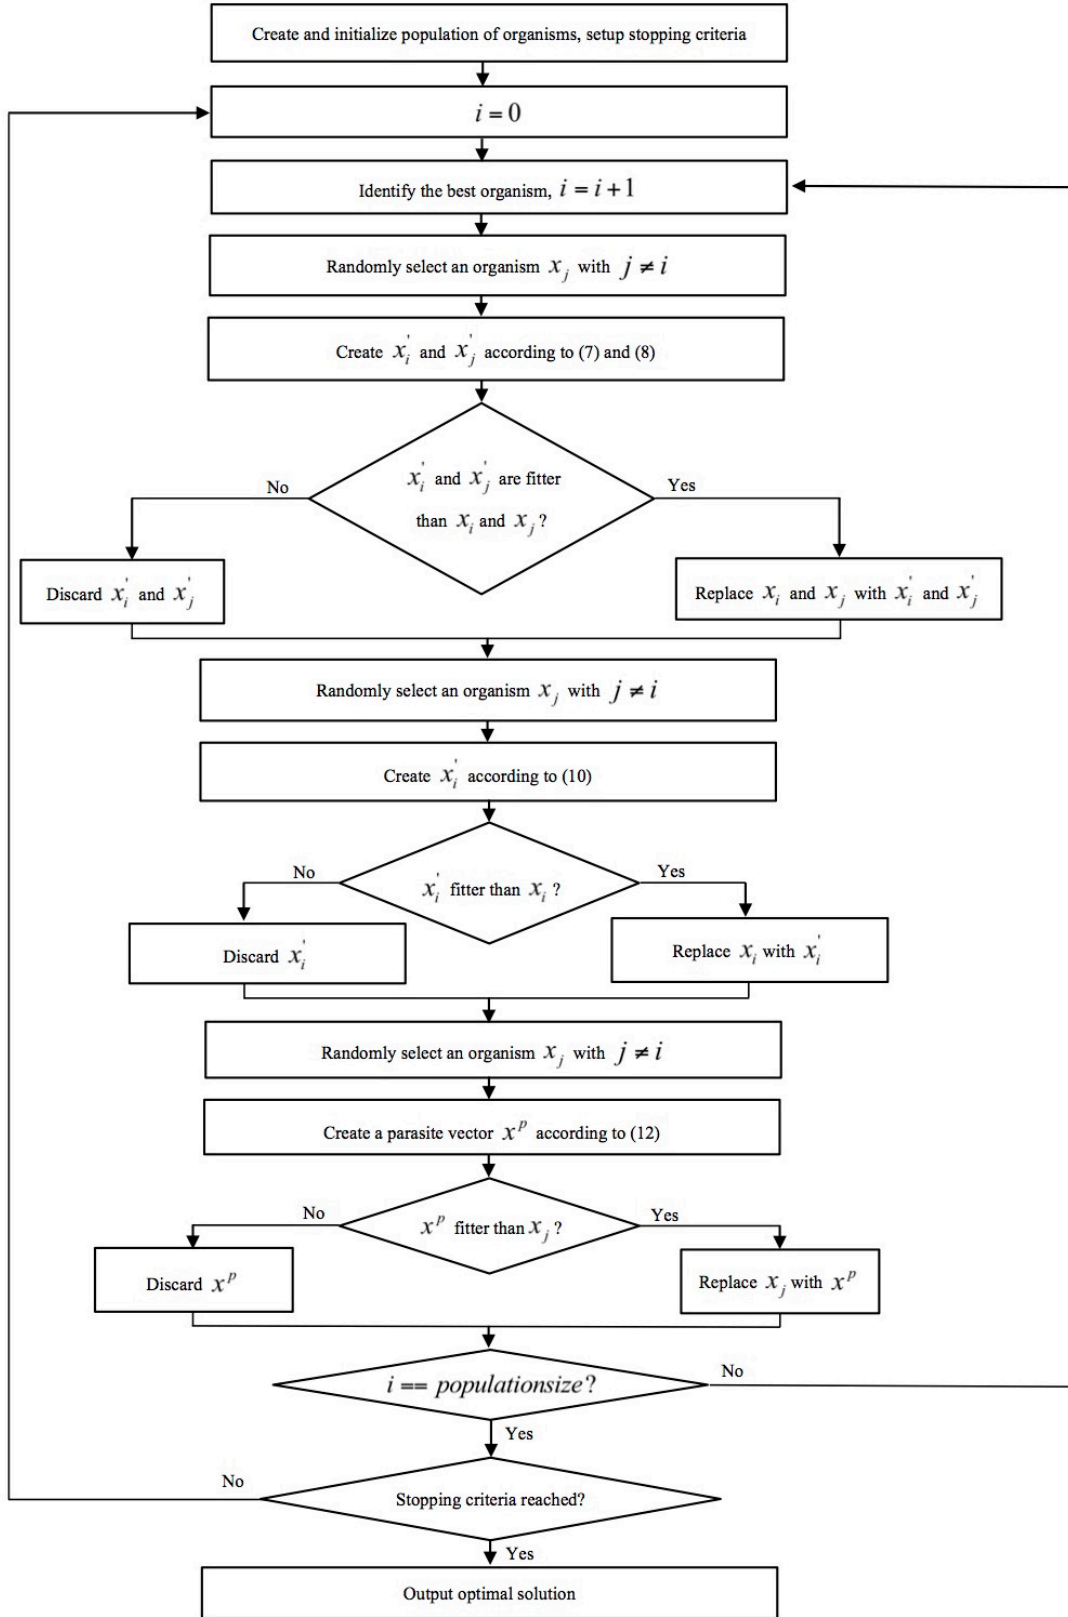 Create and initialize population of organisms, setup stopping criteria
i = 0
Identify the best organism, i = i + 1
Randomly select an organism x_j with j ≠ i
Create x_i' and x_j' according to (7) and (8)
x_i' and x_j' are fitter
than x_i and x_j ?
No
Yes
Discard x_i' and x_j'
Replace x_i and x_j with x_i' and x_j'
Randomly select an organism x_j with j ≠ i
Create x_i' according to (10)
x_i' fitter than x_i ?
No
Yes
Discard x_i'
Replace x_i with x_i'
Randomly select an organism x_j with j ≠ i
Create a parasite vector x^p according to (12)
x^p fitter than x_j ?
No
Yes
Discard x^p
Replace x_j with x^p
i == populationsize?
No
Yes
Stopping criteria reached?
No
Yes
Output optimal solution